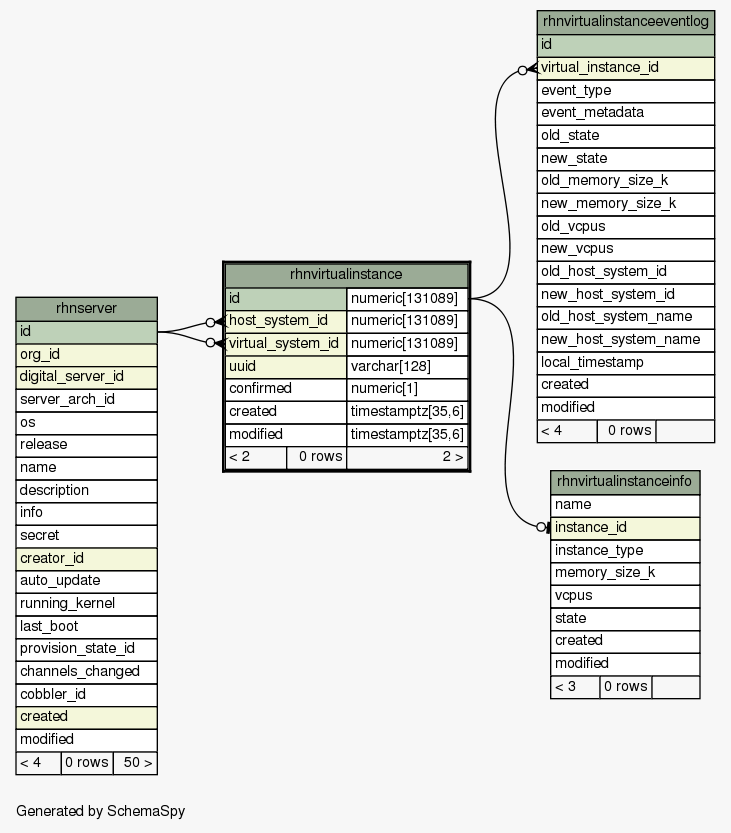 rhnvirtualinstanceeventlog
id
virtual_instance_id
event_type
event_metadata
old_state
new_state
old_memory_size_k
new_memory_size_k
old_vcpus
new_vcpus
old_host_system_id
new_host_system_id
old_host_system_name
new_host_system_name
local_timestamp
created
modified
< 4 0 rows
rhnvirtualinstance
id numeric[131089]
host_system_id numeric[131089]
virtual_system_id numeric[131089]
uuid varchar[128]
confirmed numeric[1]
created timestamptz[35,6]
modified timestamptz[35,6]
< 2 0 rows 2 >
rhnserver
id
org_id
digital_server_id
server_arch_id
os
release
name
description
info
secret
creator_id
auto_update
running_kernel
last_boot
provision_state_id
channels_changed
cobbler_id
created
modified
< 4 0 rows 50 >
rhnvirtualinstanceinfo
name
instance_id
instance_type
memory_size_k
vcpus
state
created
modified
< 3 0 rows
Generated by SchemaSpy